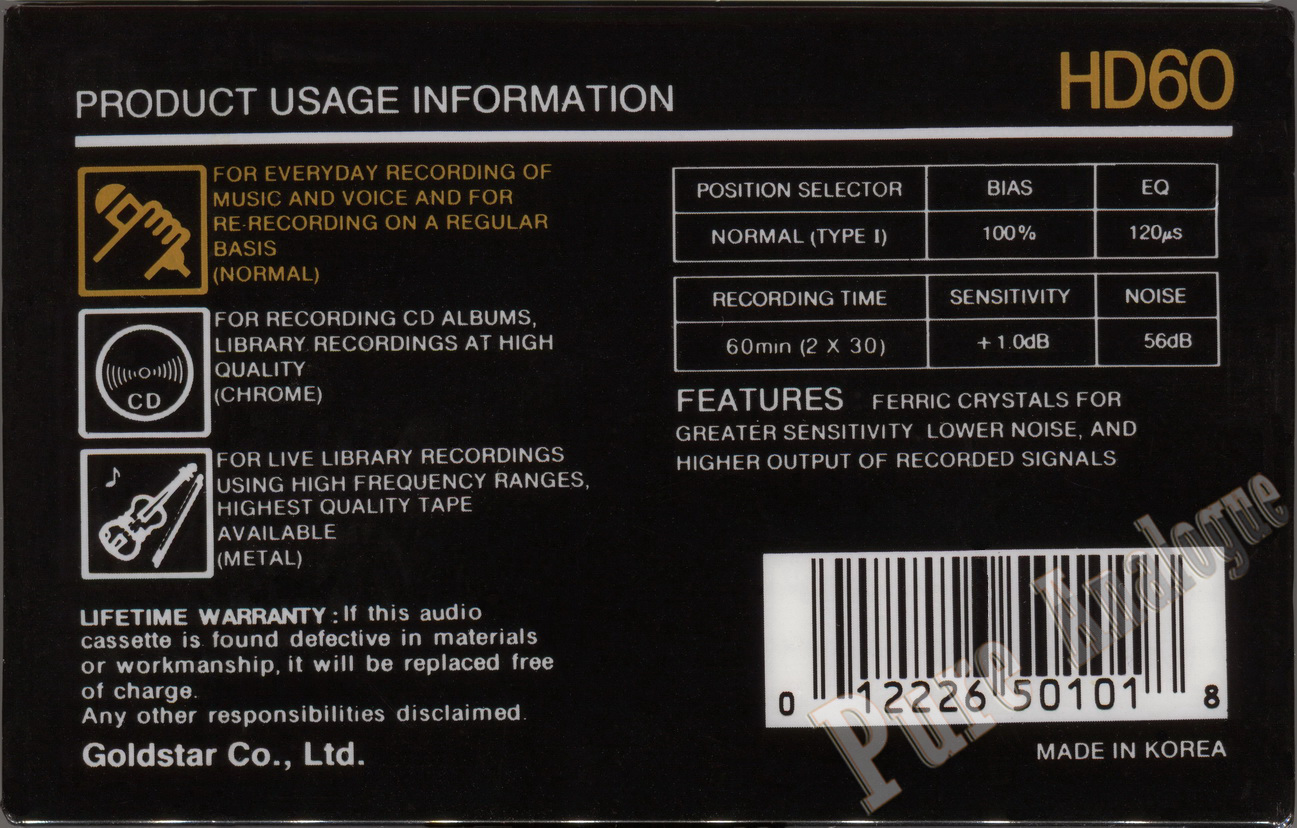 PRODUCT USAGE INFORMATION
HD60
FOR EVERYDAY RECORDING OF
MUSIC AND VOICE AND FOR
RE-RECORDING ON A REGULAR
BASIS
(NORMAL)
CD
FOR RECORDING CD ALBUMS,
LIBRARY RECORDINGS AT HIGH
QUALITY
(CHROME)
FOR LIVE LIBRARY RECORDINGS
USING HIGH FREQUENCY RANGES,
HIGHEST QUALITY TAPE
AVAILABLE
(METAL)
LIFETIME WARRANTY : If this audio
cassette is found defective in materials
or workmanship, it will be replaced free
of charge.
Any other responsibilities disclaimed.
Goldstar Co., Ltd.
POSITION SELECTOR BIAS EQ
NORMAL (TYPE I) 100% 120μs
RECORDING TIME SENSITIVITY NOISE
60min (2 X 30) +1.0dB 56dB
FEATURES FERRIC CRYSTALS FOR
GREATER SENSITIVITY LOWER NOISE, AND
HIGHER OUTPUT OF RECORDED SIGNALS
0 12226 50101 8
MADE IN KOREA
Pure Analogue